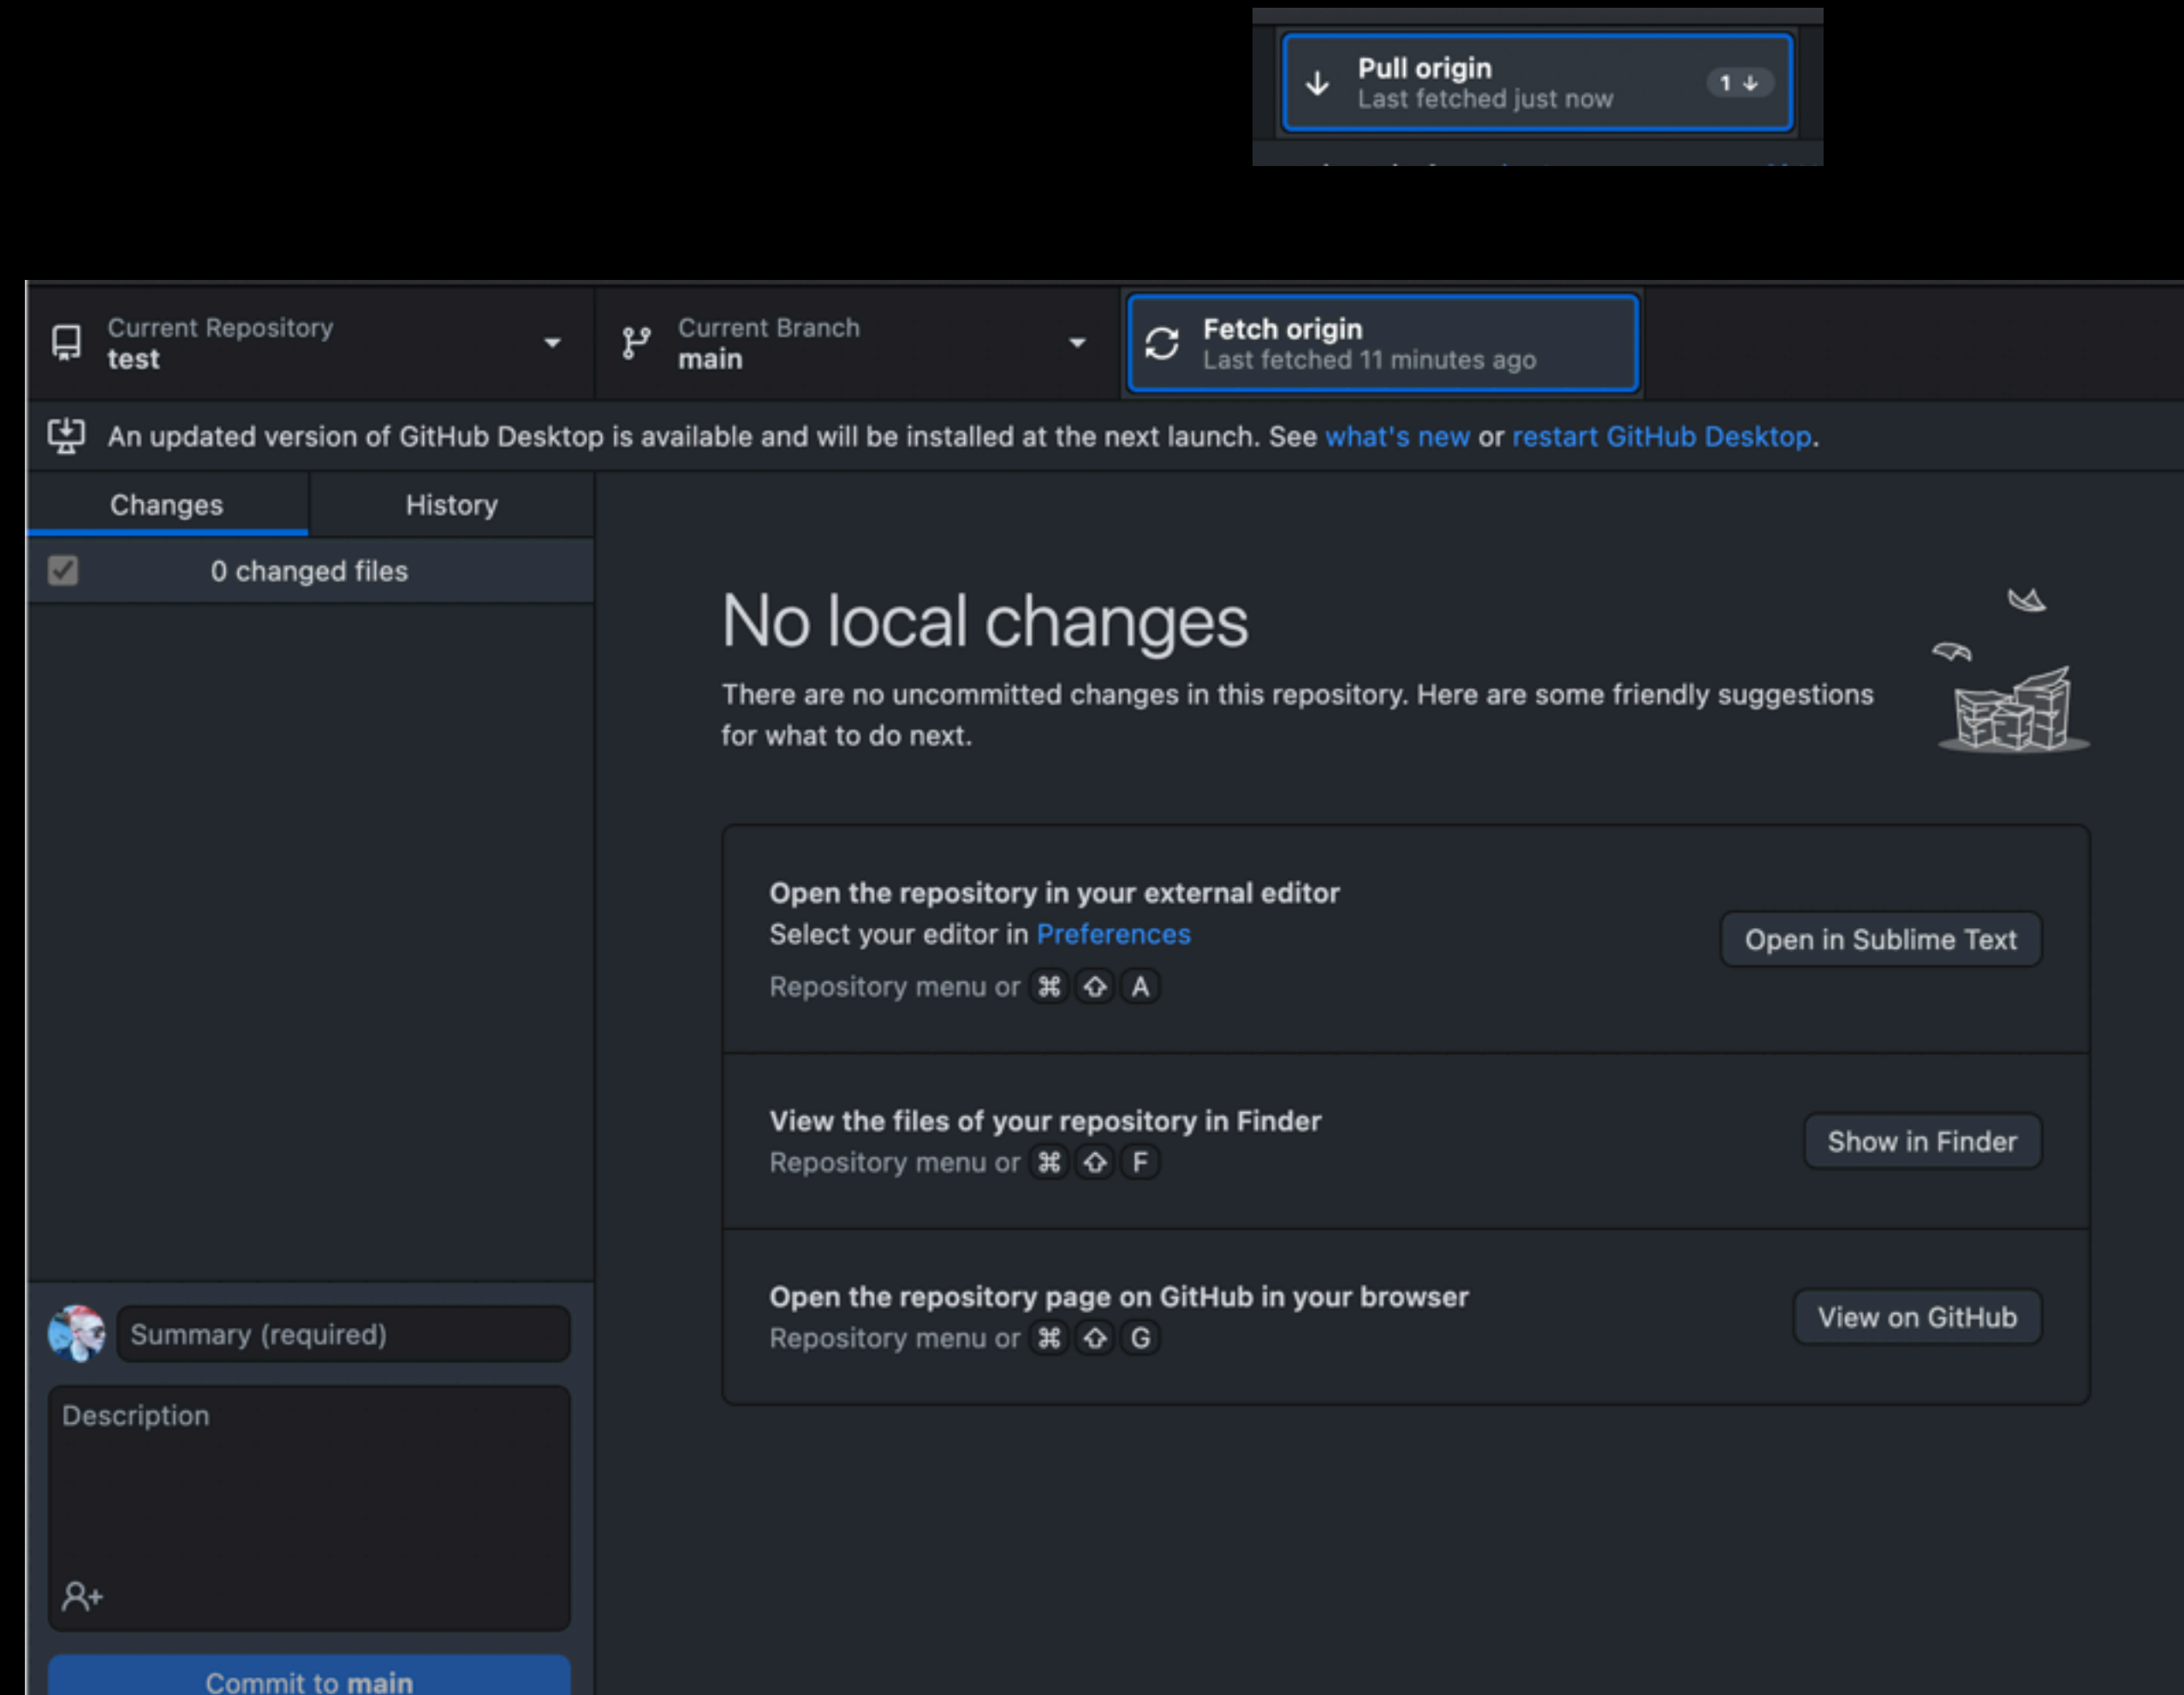 Pull origin
Last fetched just now
1
Current Repository
test
Current Branch
main
Fetch origin
Last fetched 11 minutes ago
An updated version of GitHub Desktop is available and will be installed at the next launch. See what's new or restart GitHub Desktop.
Changes
History
0 changed files
No local changes
There are no uncommitted changes in this repository. Here are some friendly suggestions
for what to do next.
Open the repository in your external editor
Select your editor in Preferences
Repository menu or ⌘ ⇧ A
Open in Sublime Text
View the files of your repository in Finder
Repository menu or ⌘ ⇧ F
Show in Finder
Open the repository page on GitHub in your browser
Repository menu or ⌘ ⇧ G
View on GitHub
Summary (required)
Description
Commit to main